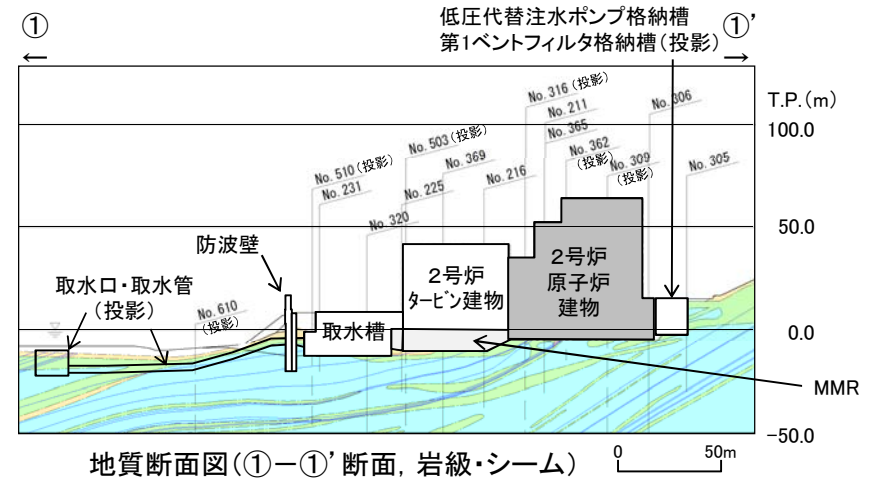 ①
低圧代替注水ポンプ格納槽
第1ベントフィルタ格納槽(投影)
①’
←
→
T.P.(m)
100.0
50.0
0.0
-50.0
No. 316 (投影)
No. 211
No. 365
No. 362
(投影)
No. 309
(投影)
No. 306
No. 305
No. 503 (投影)
No. 369
No. 216
No. 510 (投影)
No. 231
No. 225
No. 320
No. 610
(投影)
防波壁
取水口・取水管
(投影)
取水槽
2号炉
タービン建物
2号炉
原子炉
建物
MMR
地質断面図(①-①’断面, 岩級・シーム)
0 50m